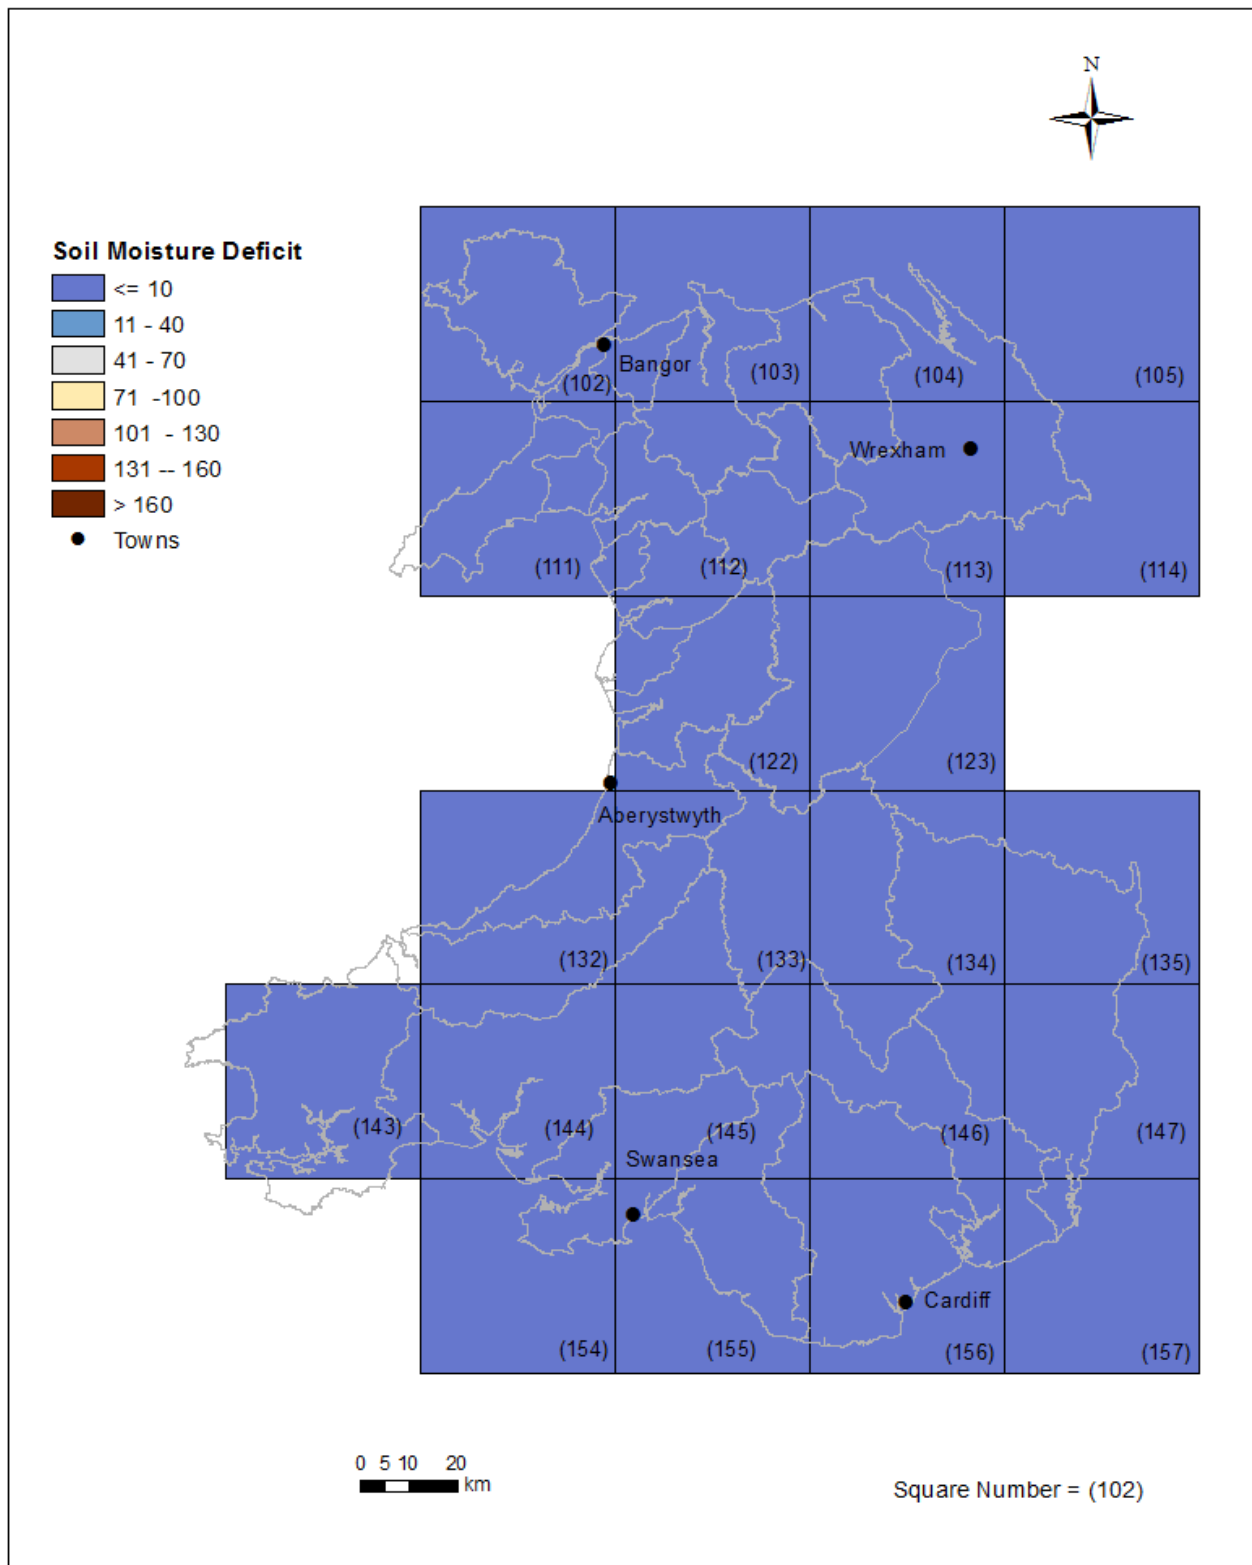 N
Soil Moisture Deficit
<= 10
11 - 40
41 - 70
71 -100
101 - 130
131 -- 160
> 160
Towns
Bangor
(102)
(103)
(104)
(105)
Wrexham
(111)
(112)
(113)
(114)
(122)
(123)
Aberystwyth
(132)
(133)
(134)
(135)
(143)
(144)
(145)
(146)
(147)
Swansea
Cardiff
(154)
(155)
(156)
(157)
0 5 10 20
km
Square Number = (102)